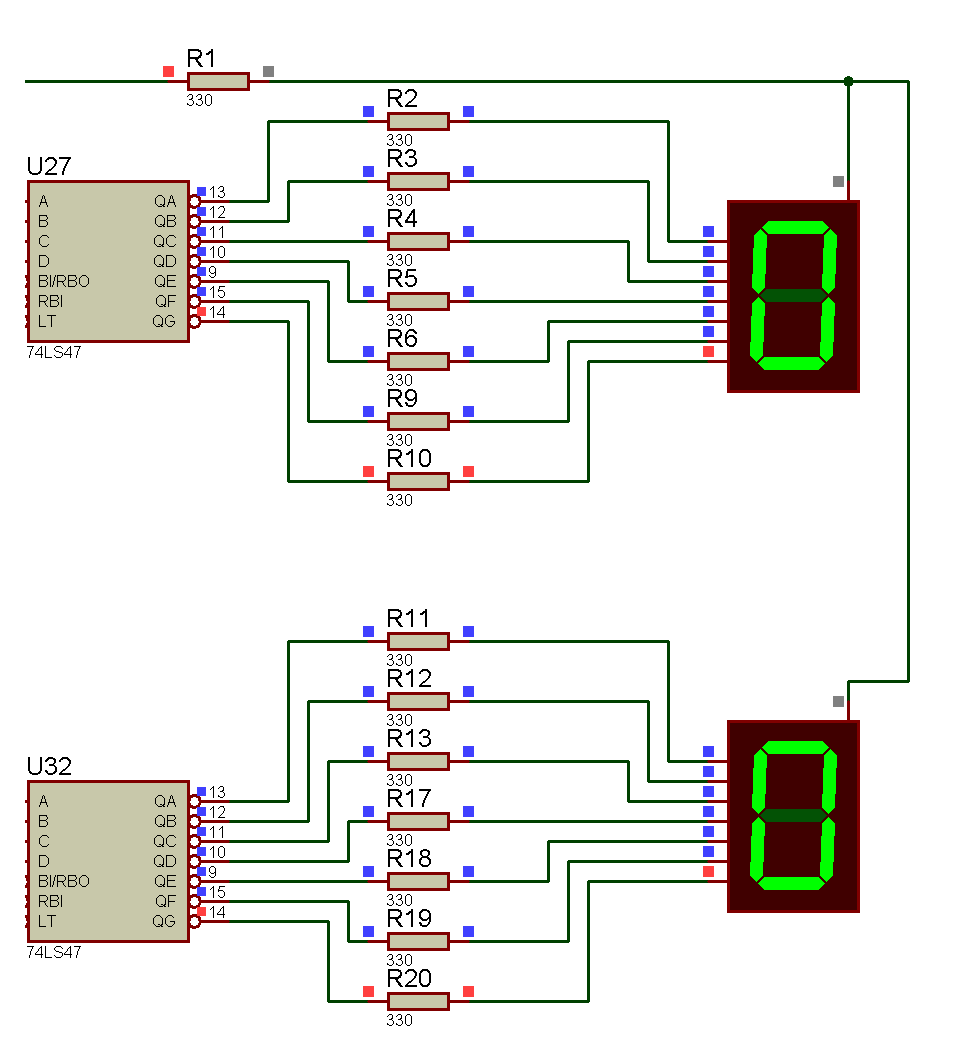 R1
330
R2
330
R3
330
R4
330
R5
330
R6
330
R9
330
R10
330
U27
A QA 13
B QB 12
C QC 11
D QD 10
BI/RBO QE 9
RBI QF 15
LT QG 14
74LS47
R11
330
R12
330
R13
330
R17
330
R18
330
R19
330
R20
330
U32
A QA 13
B QB 12
C QC 11
D QD 10
BI/RBO QE 9
RBI QF 15
LT QG 14
74LS47
0
0